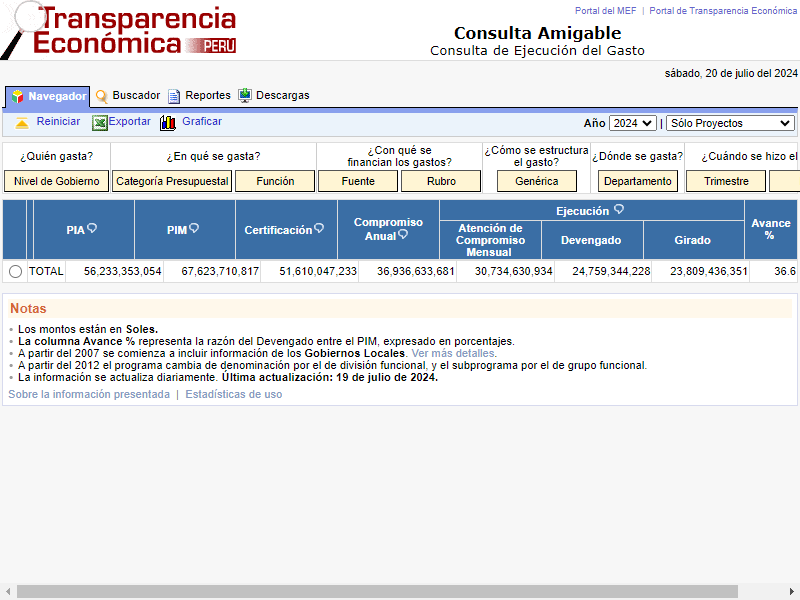 Transparencia
Económica PERU
Portal del MEF | Portal de Transparencia Económica
Consulta Amigable
Consulta de Ejecución del Gasto
sábado, 20 de julio del 2024
Navegador Buscador Reportes Descargas
Reiniciar Exportar Graficar Año 2024 | Sólo Proyectos
¿Quién gasta? ¿En qué se gasta? ¿Con qué se financian los gastos? ¿Cómo se estructura el gasto? ¿Dónde se gasta? ¿Cuándo se hizo el
Nivel de Gobierno Categoría Presupuestal Función Fuente Rubro Genérica Departamento Trimestre
PIA PIM Certificación Compromiso Anual Ejecución Avance %
Atención de Compromiso Mensual Devengado Girado
TOTAL 56,233,353,054 67,623,710,817 51,610,047,233 36,936,633,681 30,734,630,934 24,759,344,228 23,809,436,351 36.6
Notas
Los montos están en Soles.
La columna Avance % representa la razón del Devengado entre el PIM, expresado en porcentajes.
A partir del 2007 se comienza a incluir información de los Gobiernos Locales. Ver más detalles.
A partir del 2012 el programa cambia de denominación por el de división funcional, y el subprograma por el de grupo funcional.
La información se actualiza diariamente. Última actualización: 19 de julio de 2024.
Sobre la información presentada | Estadísticas de uso